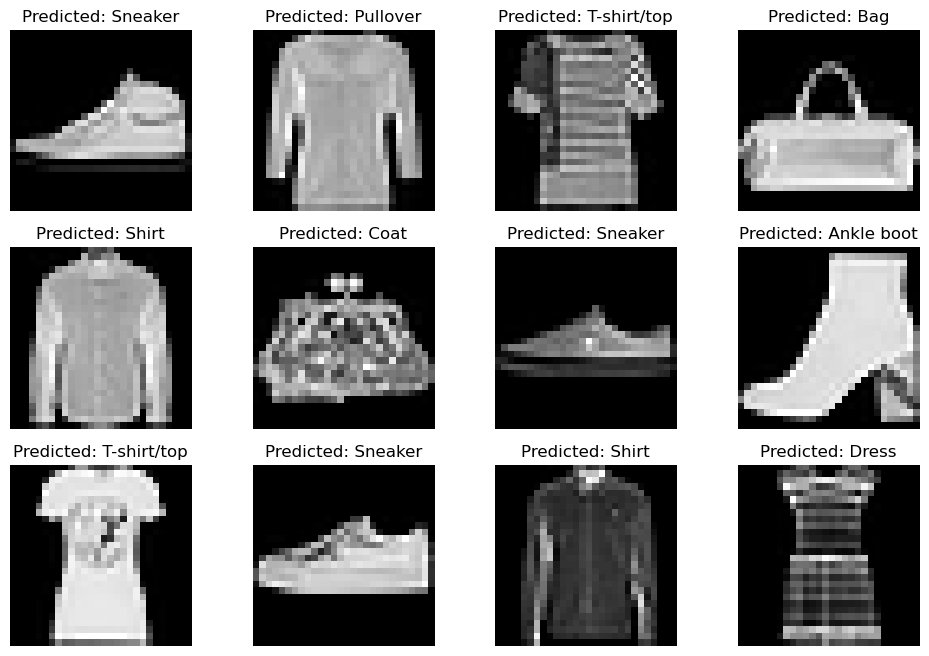 Predicted: Sneaker
Predicted: Pullover
Predicted: T-shirt/top
Predicted: Bag
Predicted: Shirt
Predicted: Coat
Predicted: Sneaker
Predicted: Ankle boot
Predicted: T-shirt/top
Predicted: Sneaker
Predicted: Shirt
Predicted: Dress